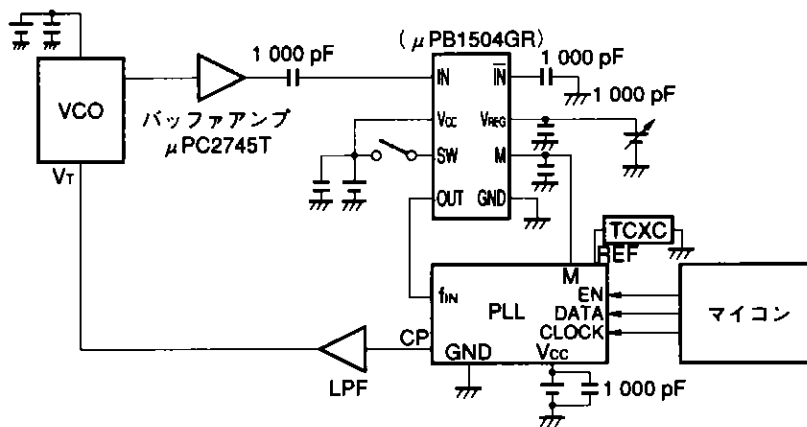 (μPB1504GR)
1 000 pF
1 000 pF
IN
IN
VCO
バッファアンプ
μPC2745T
1 000 pF
Vcc
VREG
SW
M
VT
OUT
GND
TCXC
REF
M
fIN
EN
PLL
DATA
マイコン
CP
CLOCK
GND
Vcc
LPF
1 000 pF